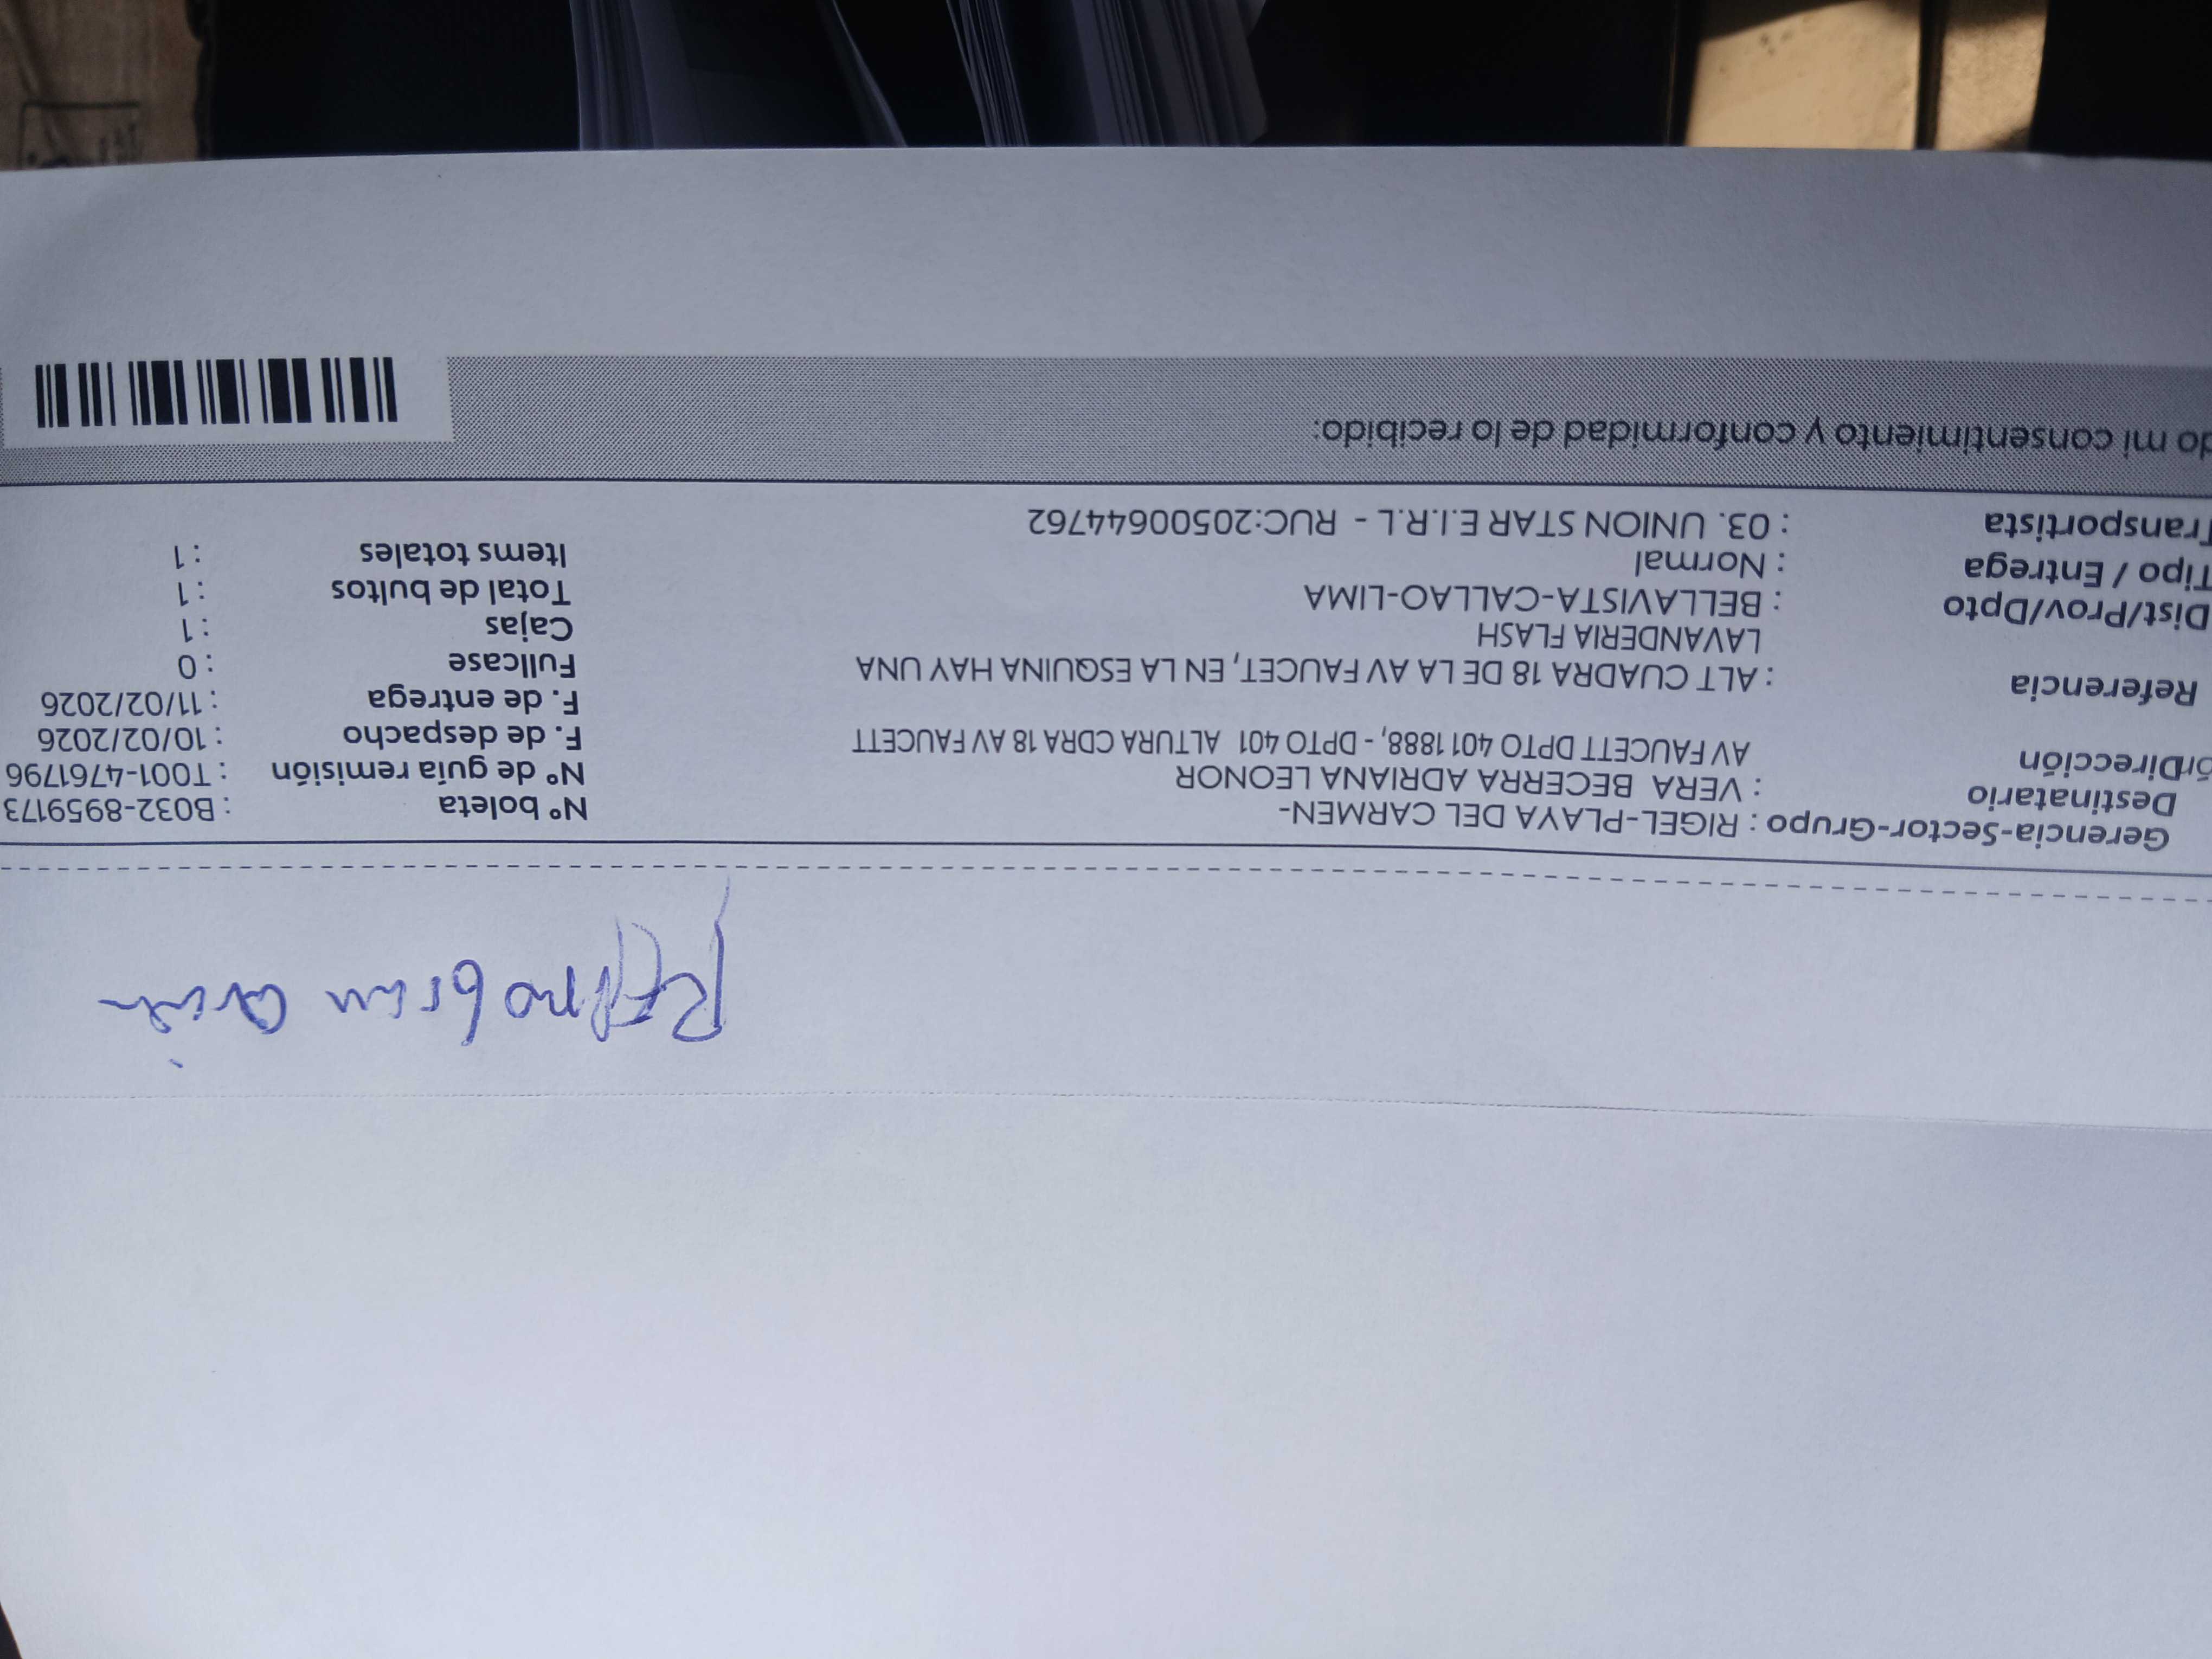 Gerencia-Sector-Grupo : RIGEL-PLAYA DEL CARMEN-
Destinatario : VERA BECERRA ADRIANA LEONOR
Dirección AV FAUCETT DPTO 401 1888, - DPTO 401 ALTURA CDRA 18 AV FAUCETT
Referencia : ALT CUADRA 18 DE LA AV FAUCET, EN LA ESQUINA HAY UNA
LAVANDERIA FLASH
Dist/Prov/Dpto : BELLAVISTA-CALLAO-LIMA
Tipo / Entrega : Normal
Transportista : 03. UNION STAR E.I.R.L - RUC:20500644762
Nº boleta : B032-8959173
Nº de guía remisión : T001-4761796
F. de despacho : 10/02/2026
F. de entrega : 11/02/2026
Fullcase : 0
Cajas : 1
Total de bultos : 1
Items totales : 1
do mi consentimiento y conformidad de lo recibido: